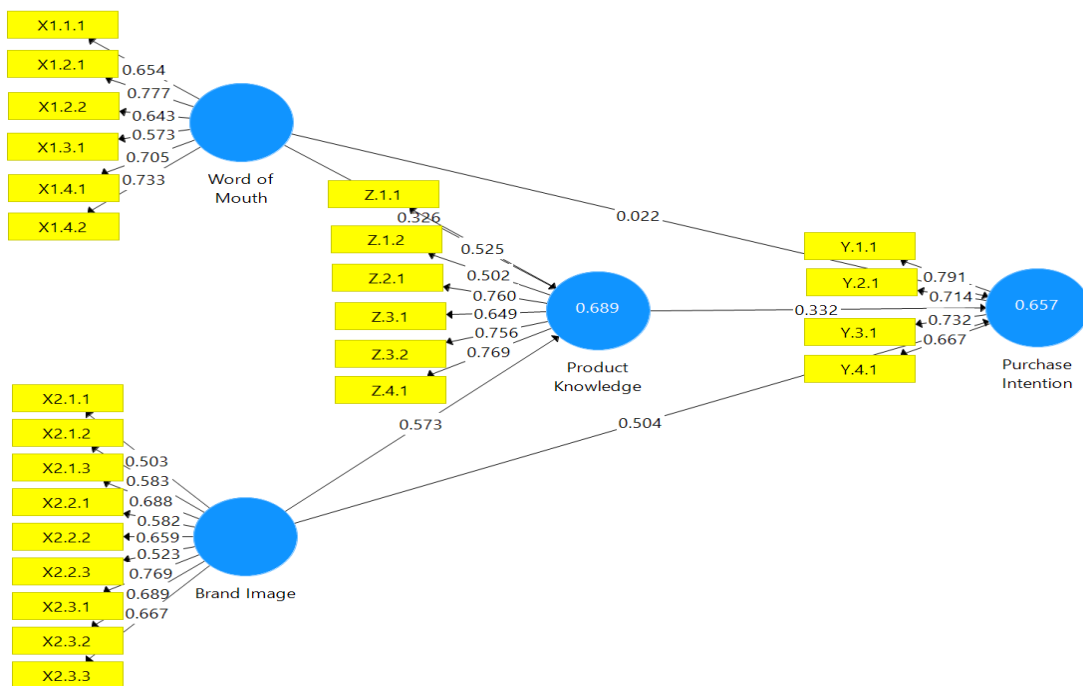 X1.1.1
X1.2.1
X1.2.2
X1.3.1
X1.4.1
X1.4.2
0.654
0.777
0.643
0.573
0.705
0.733
Word of
Mouth
Z.1.1
Z.1.2
Z.2.1
Z.3.1
Z.3.2
Z.4.1
0.326
0.525
0.502
0.760
0.649
0.756
0.769
0.689
Product
Knowledge
0.022
0.332
0.504
0.573
Y.1.1
Y.2.1
Y.3.1
Y.4.1
0.791
0.714
0.732
0.667
0.657
Purchase
Intention
X2.1.1
X2.1.2
X2.1.3
X2.2.1
X2.2.2
X2.2.3
X2.3.1
X2.3.2
X2.3.3
0.503
0.583
0.688
0.582
0.659
0.523
0.769
0.689
0.667
Brand Image